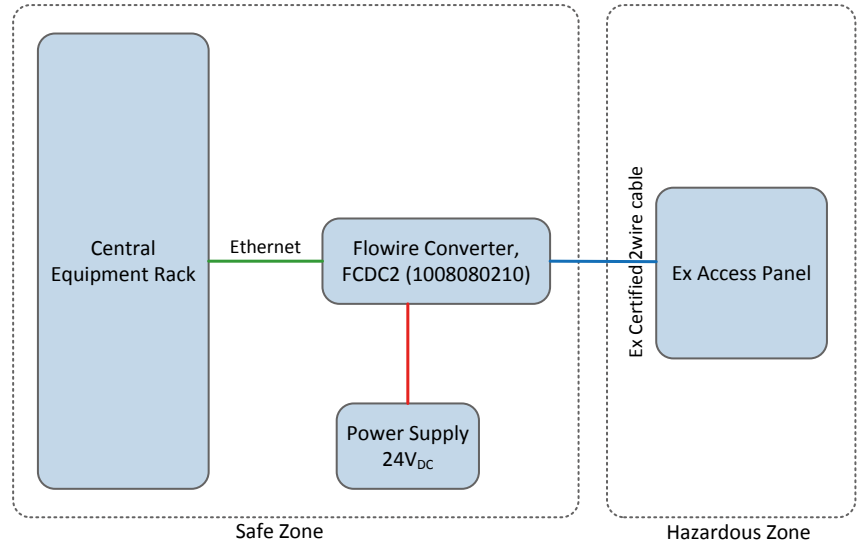 Central
Equipment Rack
Ethernet
Flowire Converter,
FCDC2 (1008080210)
Ex Certified 2wire cable
Ex Access Panel
Power Supply
24VDC
Safe Zone
Hazardous Zone